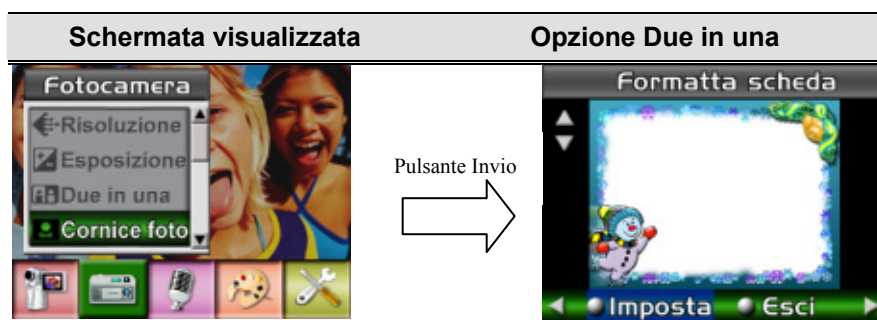 Schermata visualizzata
Opzione Due in una
Fotocamera
Risoluzione
Esposizione
Due in una
Cornice foto
Pulsante Invio
Formatta scheda
Imposta Esci